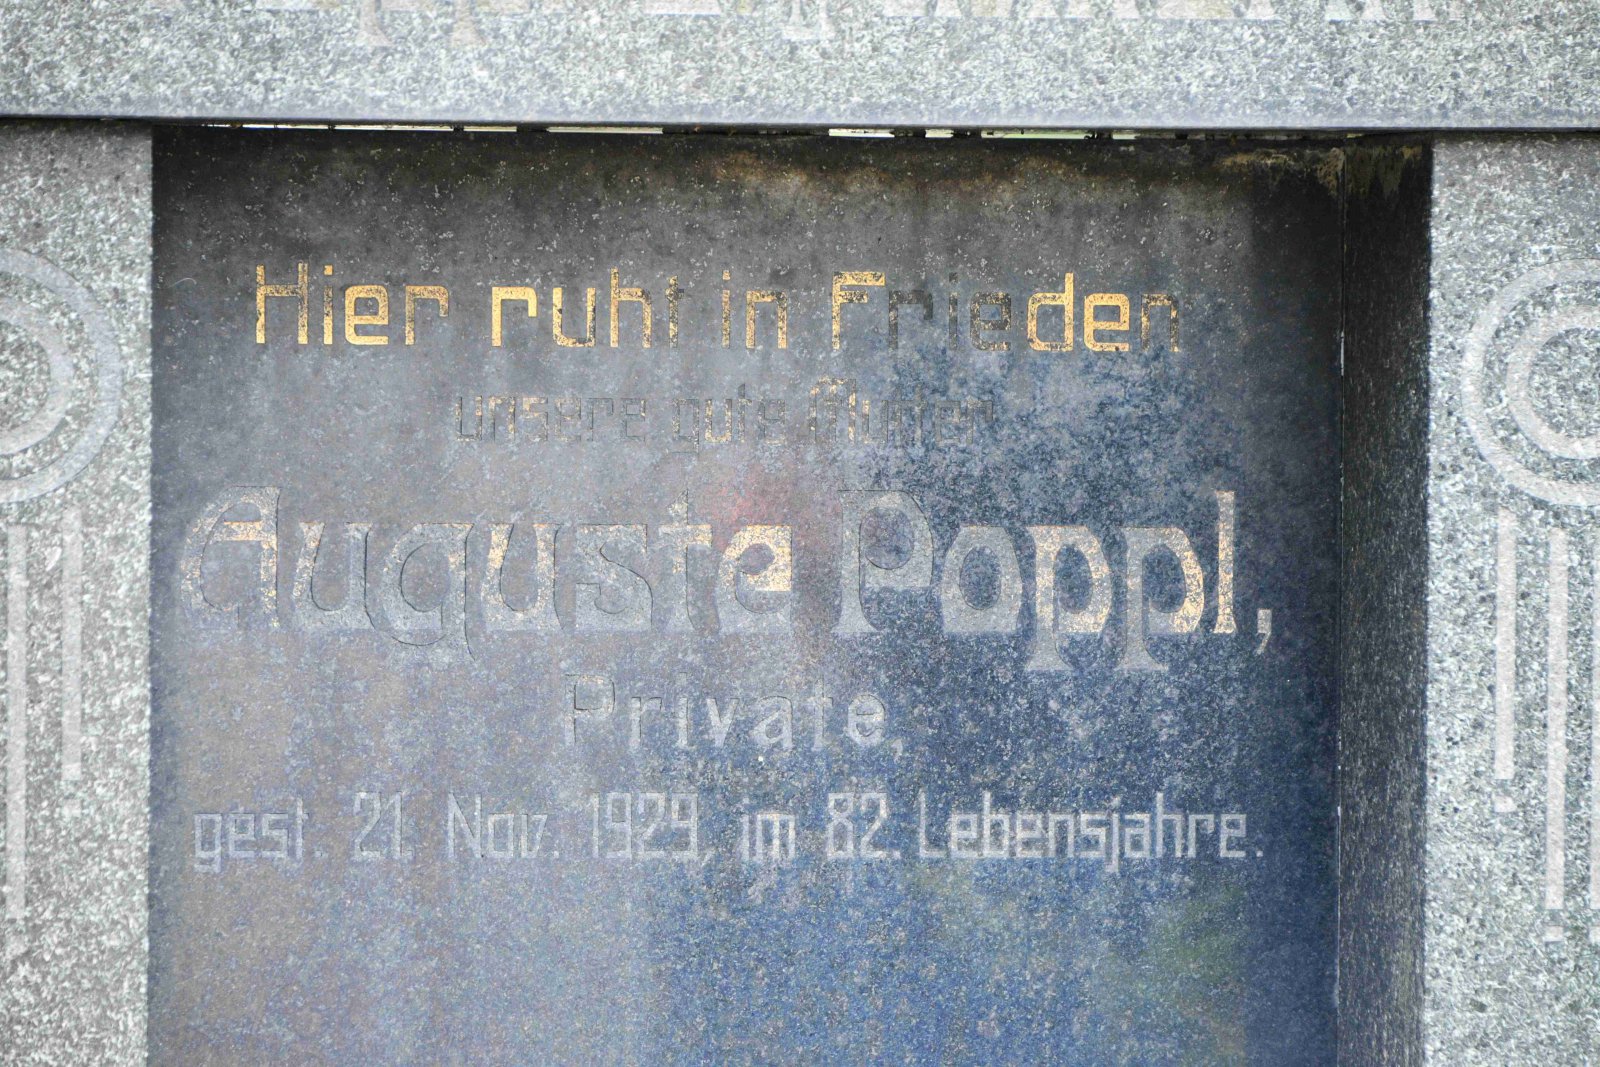 Hier ruht in Frieden
unsere gute Mutter
Auguste Poppl,
Private,
gest. 21. Nov. 1929, im 82. Lebensjahre.